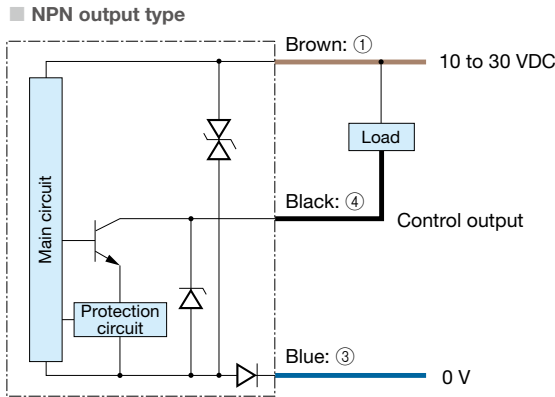 NPN output type
Brown: ①
10 to 30 VDC
Load
Main circuit
Black: ④
Control output
Protection
circuit
Blue: ③
0 V